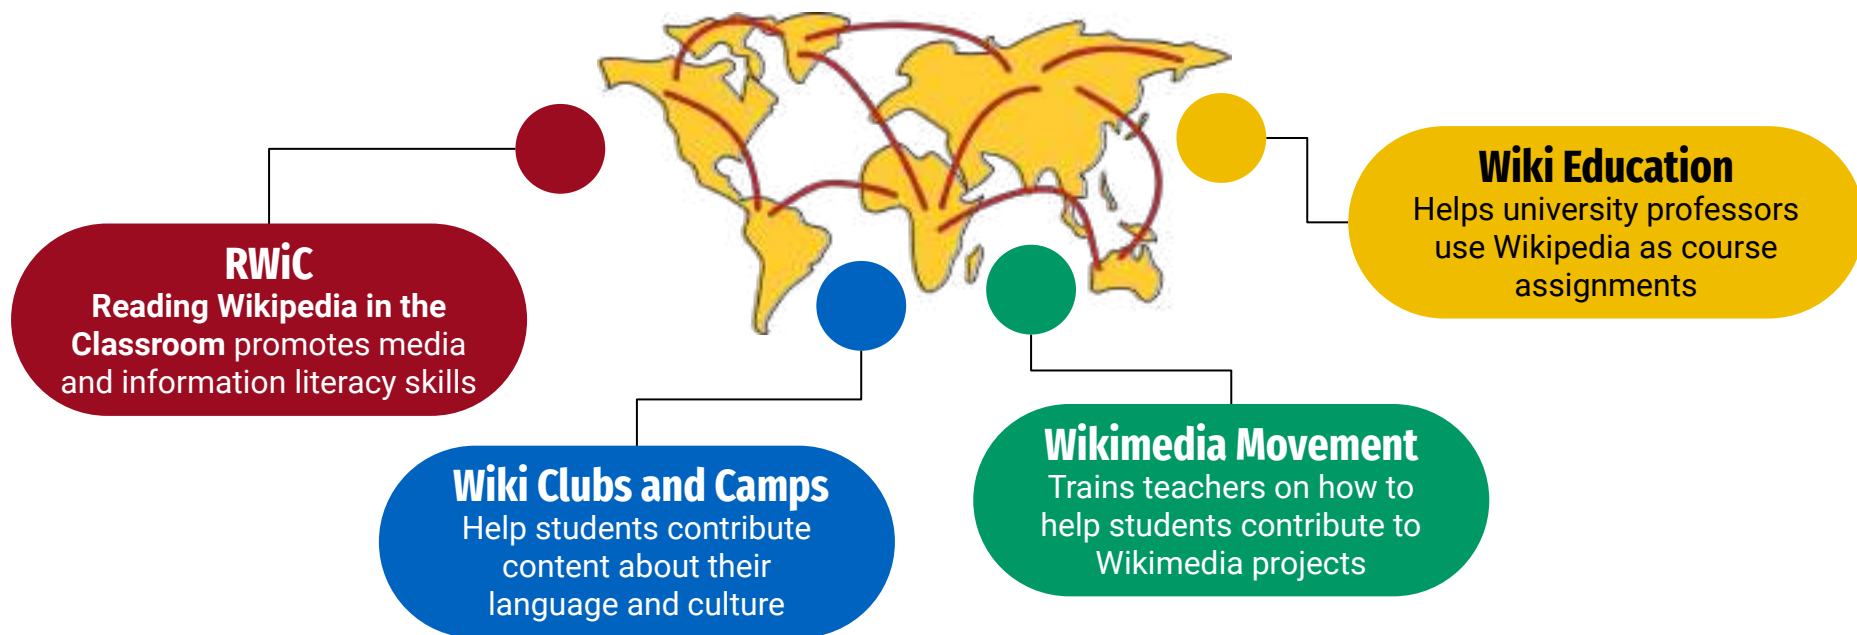 RWiC
Reading Wikipedia in the
Classroom promotes media
and information literacy skills
Wiki Clubs and Camps
Help students contribute
content about their
language and culture
Wikimedia Movement
Trains teachers on how to
help students contribute to
Wikimedia projects
Wiki Education
Helps university professors
use Wikipedia as course
assignments